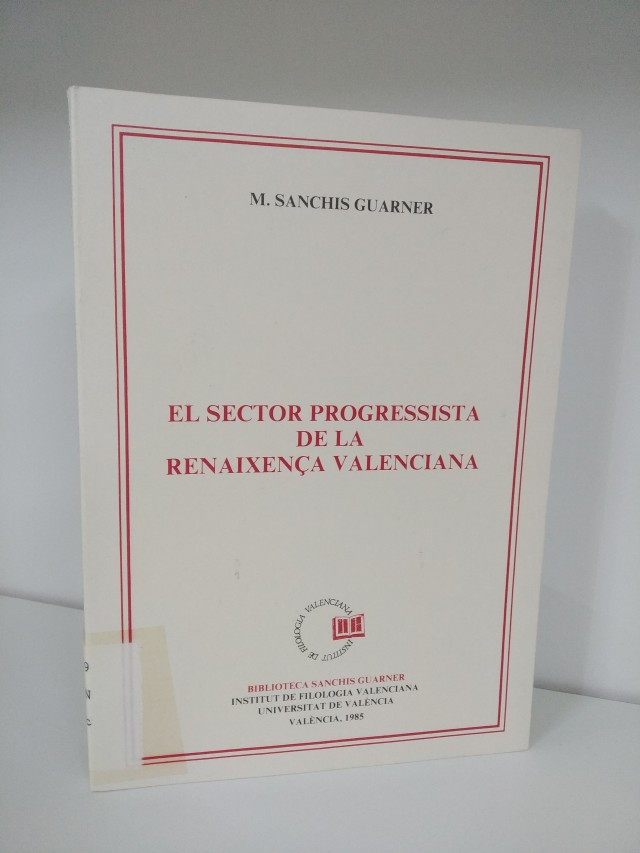 M. SANCHIS GUARNER
EL SECTOR PROGRESSISTA
DE LA
RENAIXENÇA VALENCIANA
INSTITUT DE FILOLOGIA VALENCIANA
BIBLIOTECA SANCHIS GUARNER
INSTITUT DE FILOLOGIA VALENCIANA
UNIVERSITAT DE VALÈNCIA
VALÈNCIA, 1985
9
N